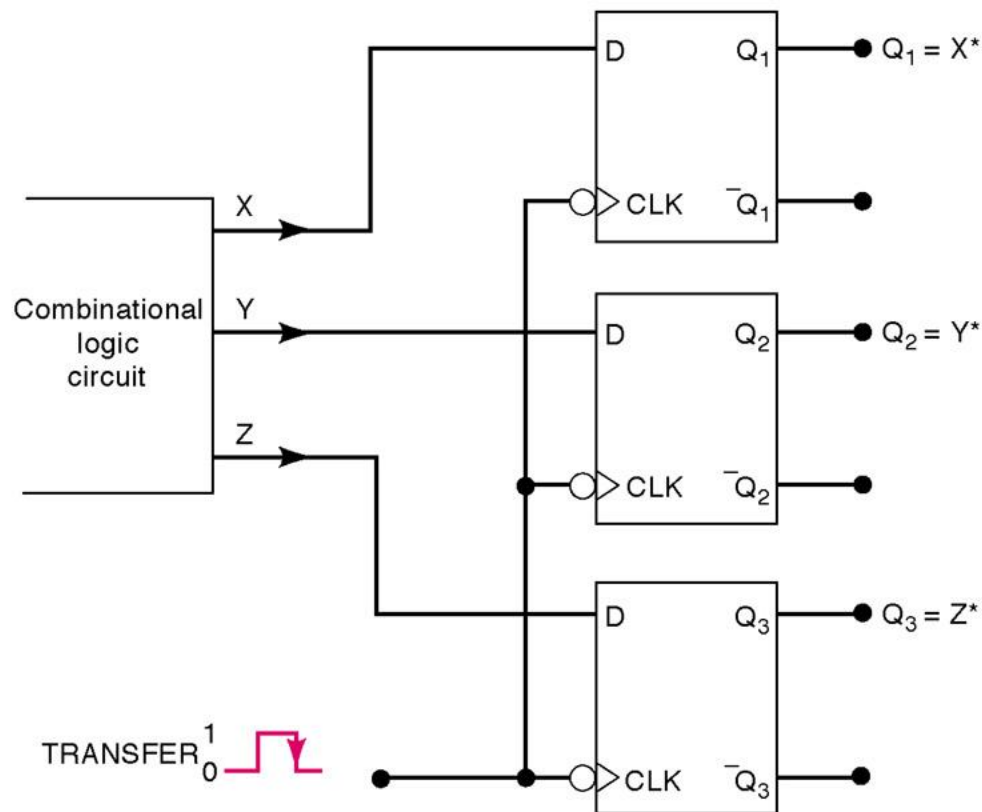 D Q₁ Q₁ = X*
X
CLK ‾Q₁
Combinational
logic
circuit
Y
D Q₂ Q₂ = Y*
Z
CLK ‾Q₂
D Q₃ Q₃ = Z*
TRANSFER 1
0
CLK ‾Q₃